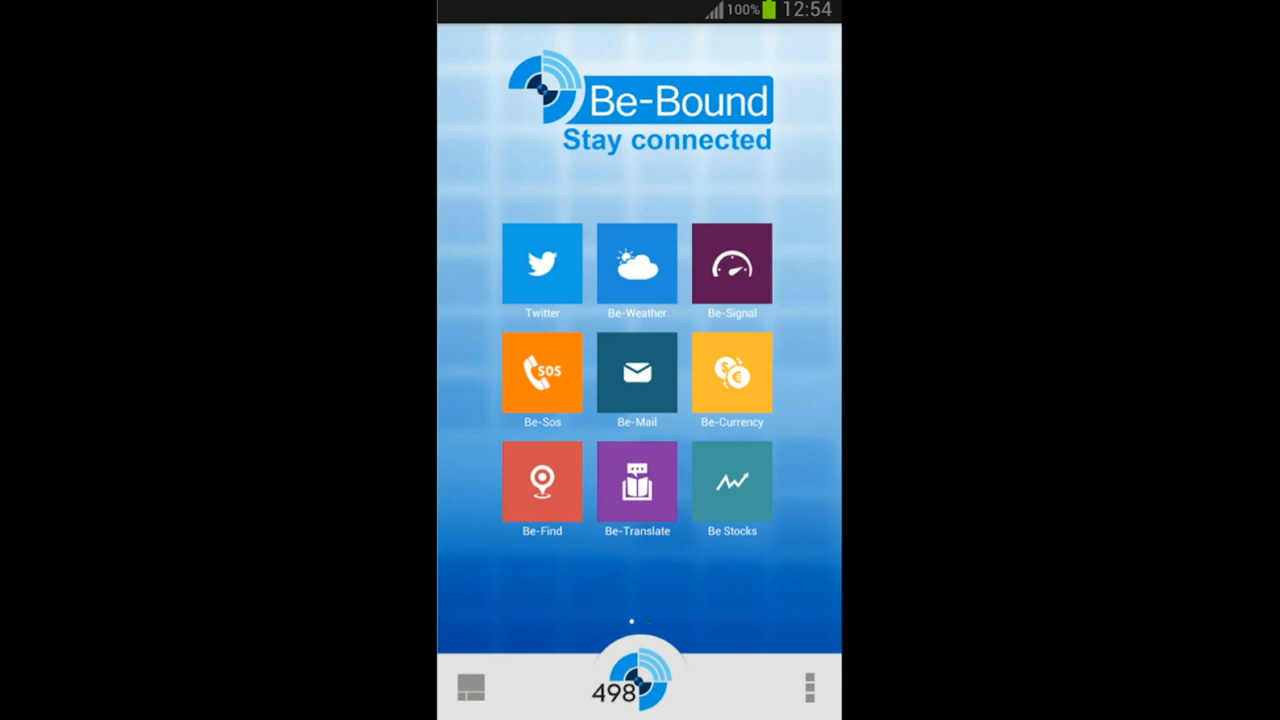 100% 12:54
Be-Bound
Stay connected
Twitter Be-Weather Be-Signal
SOS
$ €
Be-Sos Be-Mail Be-Currency
Be-Find Be-Translate Be Stocks
498